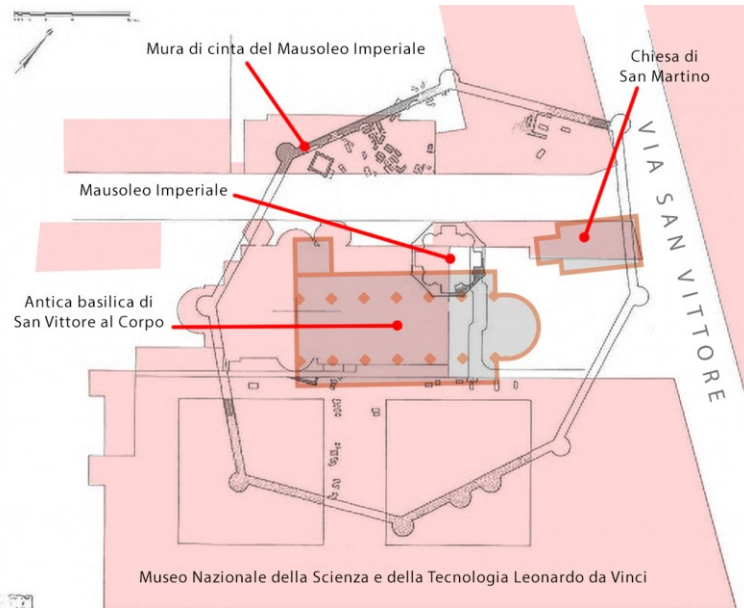 Mura di cinta del Mausoleo Imperiale
Chiesa di
San Martino
Mausoleo Imperiale
VIA SAN VITTORE
Antica basilica di
San Vittore al Corpo
Museo Nazionale della Scienza e della Tecnologia Leonardo da Vinci